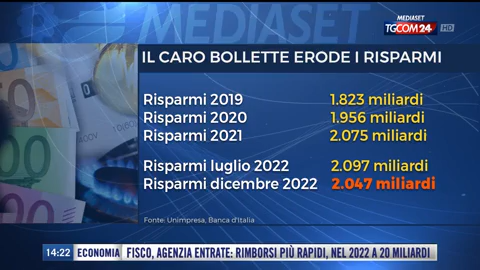 MEDIASET
MEDIASET
TGCOM24 HD
IL CARO BOLLETTE ERODE I RISPARMI
Risparmi 2019 1.823 miliardi
Risparmi 2020 1.956 miliardi
Risparmi 2021 2.075 miliardi
Risparmi luglio 2022 2.097 miliardi
Risparmi dicembre 2022 2.047 miliardi
Fonte: Unimpresa, Banca d'Italia
14:22 ECONOMIA FISCO, AGENZIA ENTRATE: RIMBORSI PIÙ RAPIDI, NEL 2022 A 20 MILIARDI